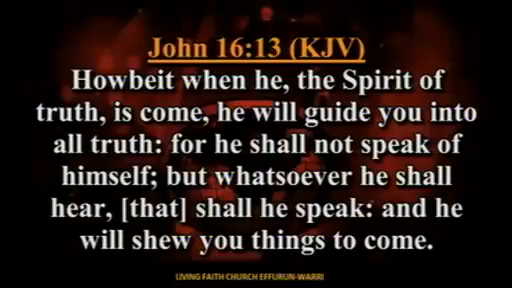 John 16:13 (KJV)
Howbeit when he, the Spirit of
truth, is come, he will guide you into
all truth: for he shall not speak of
himself; but whatsoever he shall
hear, [that] shall he speak: and he
will shew you things to come.
LIVING FAITH CHURCH EFFURUN-WARRI